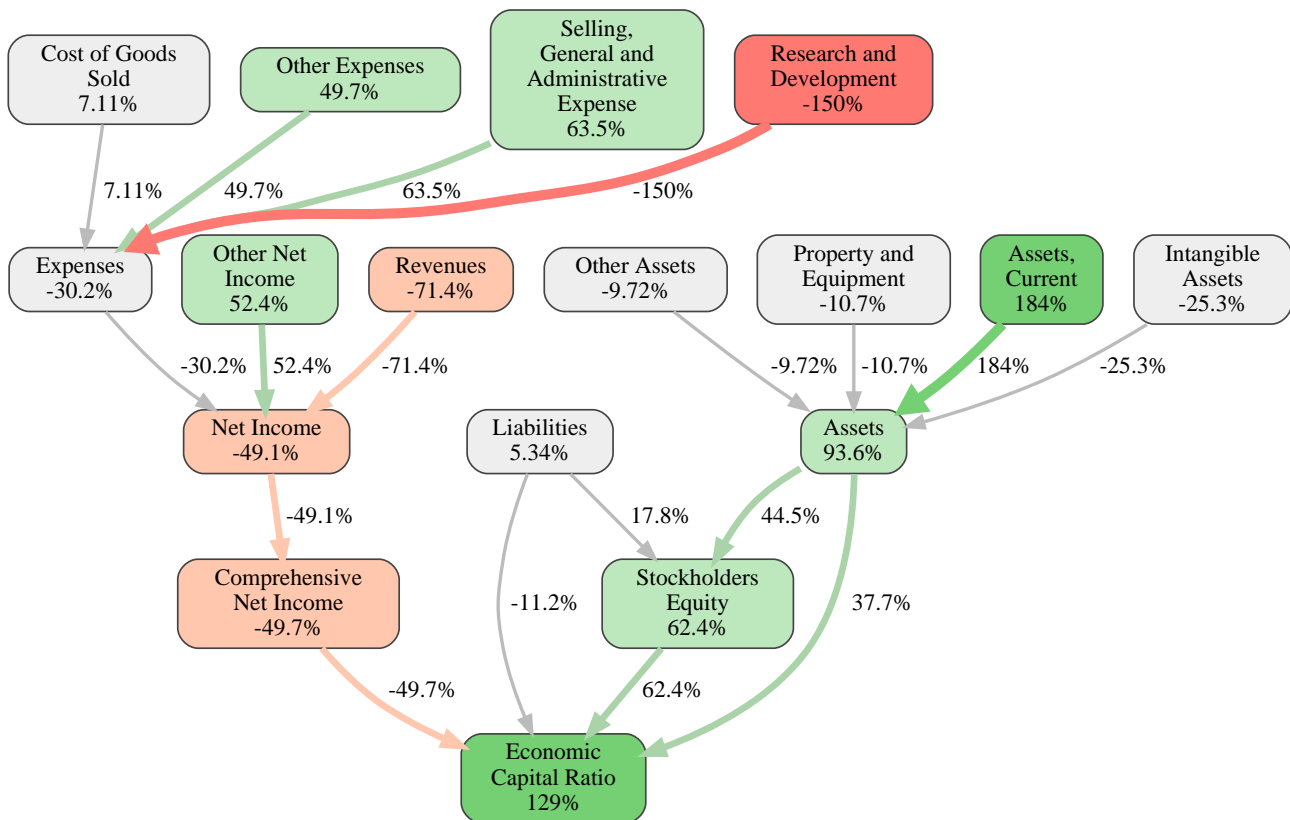 Cost of Goods
Sold
7.11%
Other Expenses
49.7%
Selling,
General and
Administrative
Expense
63.5%
Research and
Development
-150%
7.11%
49.7%
63.5%
-150%
Expenses
-30.2%
Other Net
Income
52.4%
Revenues
-71.4%
Other Assets
-9.72%
Property and
Equipment
-10.7%
Assets,
Current
184%
Intangible
Assets
-25.3%
-30.2%
52.4%
-71.4%
-9.72%
-10.7%
184%
-25.3%
Net Income
-49.1%
Liabilities
5.34%
Assets
93.6%
-49.1%
17.8%
44.5%
Comprehensive
Net Income
-49.7%
-11.2%
Stockholders
Equity
62.4%
37.7%
-49.7%
62.4%
Economic
Capital Ratio
129%